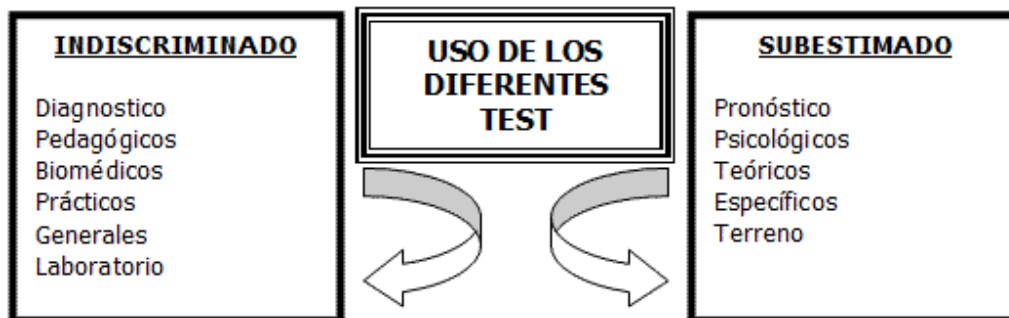 INDISCRIMINADO
Diagnostico
Pedagógicos
Biomédicos
Prácticos
Generales
Laboratorio
USO DE LOS
DIFERENTES
TEST
SUBESTIMADO
Pronóstico
Psicológicos
Teóricos
Específicos
Terreno